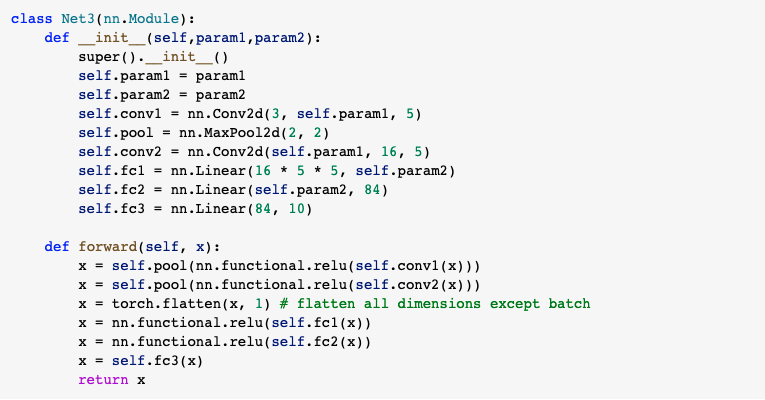 class Net3(nn.Module):
    def __init__(self,param1,param2):
        super().__init__()
        self.param1 = param1
        self.param2 = param2
        self.conv1 = nn.Conv2d(3, self.param1, 5)
        self.pool = nn.MaxPool2d(2, 2)
        self.conv2 = nn.Conv2d(self.param1, 16, 5)
        self.fc1 = nn.Linear(16 * 5 * 5, self.param2)
        self.fc2 = nn.Linear(self.param2, 84)
        self.fc3 = nn.Linear(84, 10)

    def forward(self, x):
        x = self.pool(nn.functional.relu(self.conv1(x)))
        x = self.pool(nn.functional.relu(self.conv2(x)))
        x = torch.flatten(x, 1) # flatten all dimensions except batch
        x = nn.functional.relu(self.fc1(x))
        x = nn.functional.relu(self.fc2(x))
        x = self.fc3(x)
        return x